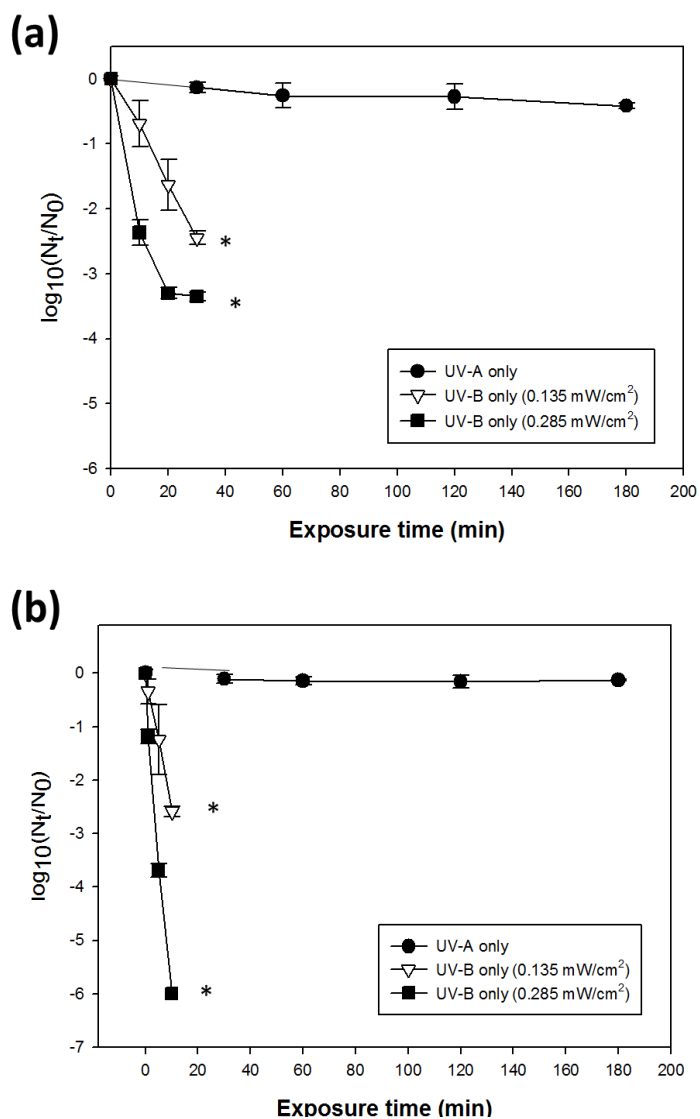 (a)
0
-1
-2
-3
-4
-5
-6
log10(Nt/N0)
*
*
UV-A only
UV-B only (0.135 mW/cm²)
UV-B only (0.285 mW/cm²)
0 20 40 60 80 100 120 140 160 180 200
Exposure time (min)
(b)
0
-1
-2
-3
-4
-5
-6
-7
log10(Nt/N0)
*
*
UV-A only
UV-B only (0.135 mW/cm²)
UV-B only (0.285 mW/cm²)
0 20 40 60 80 100 120 140 160 180 200
Exposure time (min)